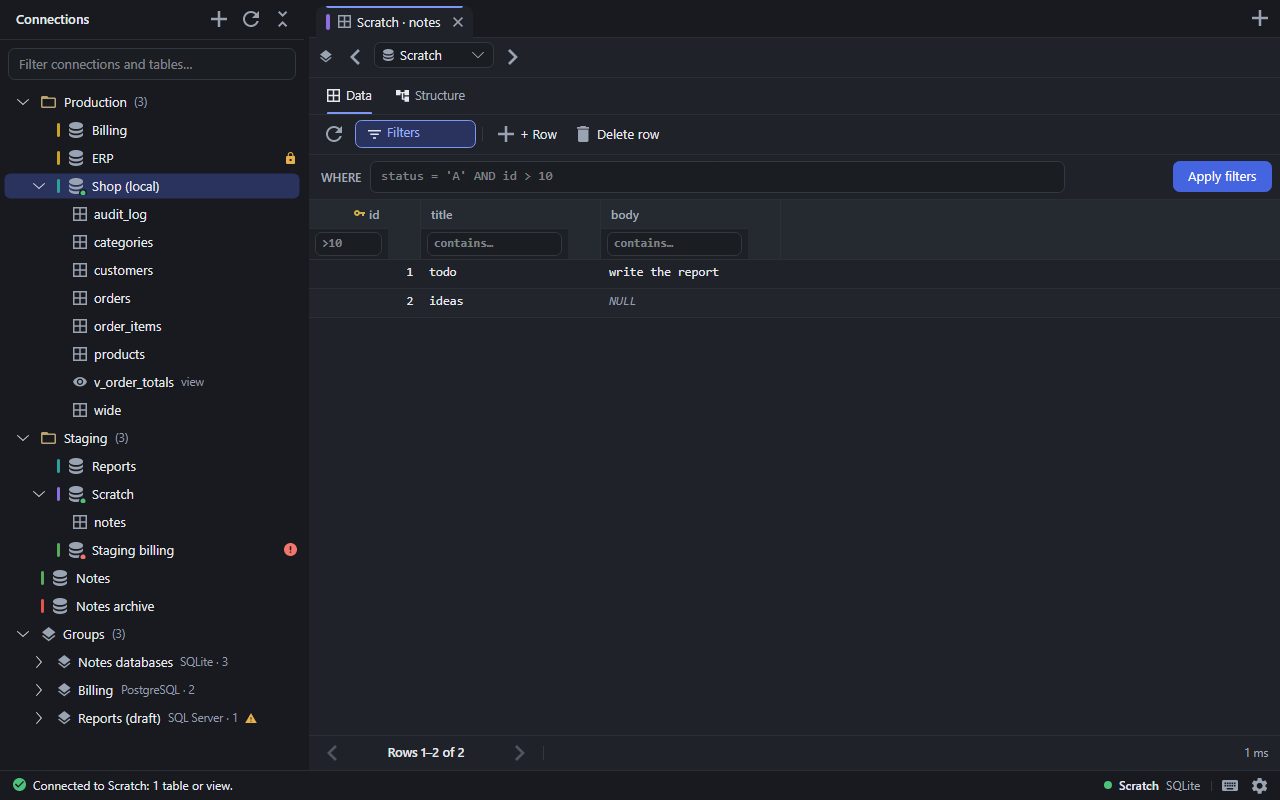 Connections
Filter connections and tables...
Production (3)
Billing
ERP
Shop (local)
audit_log
categories
customers
orders
order_items
products
v_order_totals view
wide
Staging (3)
Reports
Scratch
notes
Staging billing
Notes
Notes archive
Groups (3)
Notes databases SQLite · 3
Billing PostgreSQL · 2
Reports (draft) SQL Server · 1
Scratch · notes
Scratch
Data Structure
Filters + Row Delete row
WHERE status = 'A' AND id > 10 Apply filters
id title body
>10 contains… contains…
1 todo write the report
2 ideas NULL
Rows 1–2 of 2 1 ms
Connected to Scratch: 1 table or view. Scratch SQLite